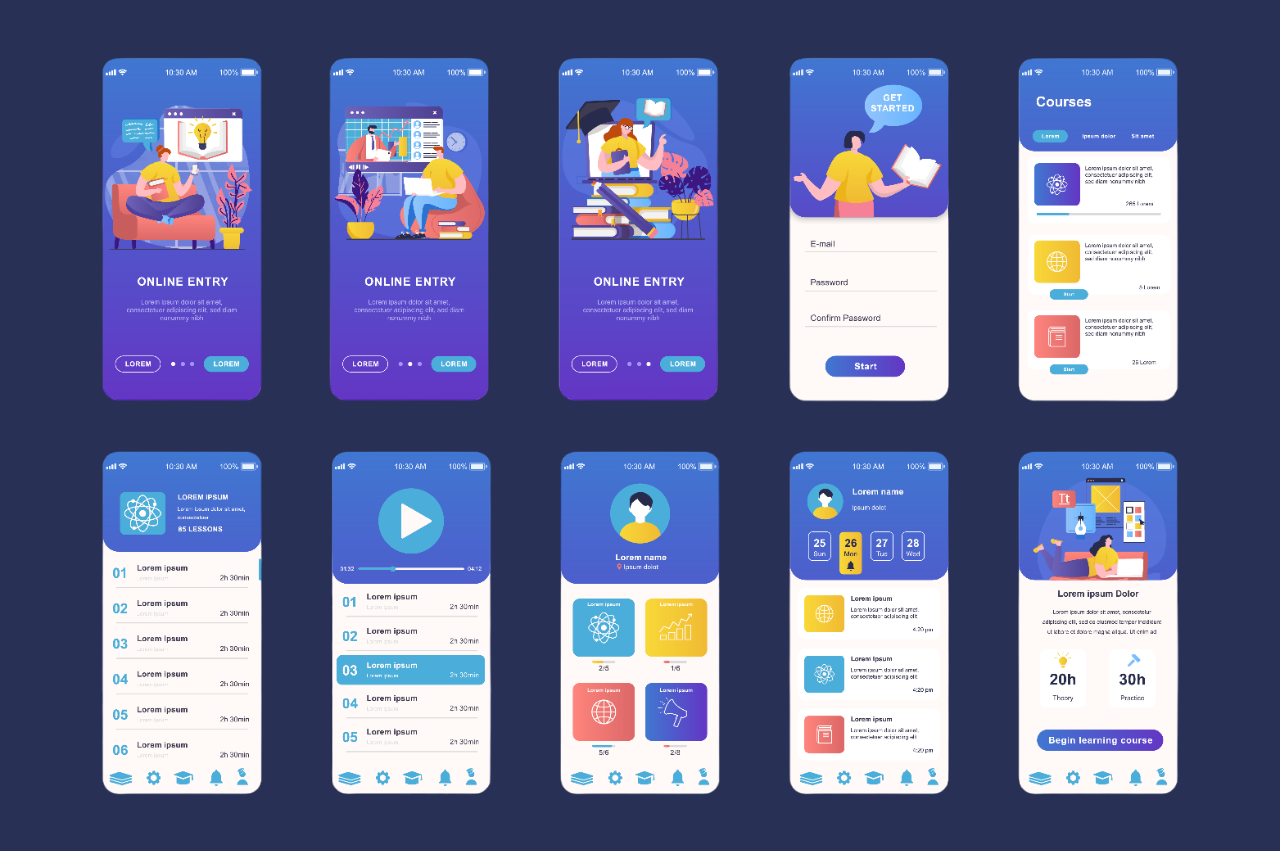 10:30 AM 100%
ONLINE ENTRY
Lorem ipsum dolor sit amet,
consectetuer adipiscing elit, sed diam
nonummy nibh
LOREM LOREM
10:30 AM 100%
ONLINE ENTRY
Lorem ipsum dolor sit amet,
consectetuer adipiscing elit, sed diam
nonummy nibh
LOREM LOREM
10:30 AM 100%
ONLINE ENTRY
Lorem ipsum dolor sit amet,
consectetuer adipiscing elit, sed diam
nonummy nibh
LOREM LOREM
10:30 AM 100%
GET
STARTED
E-mail
Password
Confirm Password
Start
10:30 AM 100%
Courses
Lorem Ipsum dolor Sit amet
Lorem ipsum dolor sit amet,
consectetuer adipiscing elit,
sed diam nonummy nibh
Lorem
Lorem ipsum dolor sit amet,
consectetuer adipiscing elit,
sed diam nonummy nibh
Lorem
Start
Lorem ipsum dolor sit amet,
consectetuer adipiscing elit,
sed diam nonummy nibh
Lorem
Start
10:30 AM 100%
LOREM IPSUM
Lorem ipsum dolor sit amet,
consectetuer
85 LESSONS
01 Lorem ipsum
Lorem ipsum 2h 30min
02 Lorem ipsum
Lorem ipsum 2h 30min
03 Lorem ipsum
Lorem ipsum 2h 30min
04 Lorem ipsum
Lorem ipsum 2h 30min
05 Lorem ipsum
Lorem ipsum 2h 30min
06 Lorem ipsum
Lorem ipsum 2h 30min
10:30 AM 100%
01:32 04:12
01 Lorem ipsum
Lorem ipsum 2h 30min
02 Lorem ipsum
Lorem ipsum 2h 30min
03 Lorem ipsum
Lorem ipsum 2h 30min
04 Lorem ipsum
Lorem ipsum 2h 30min
05 Lorem ipsum
Lorem ipsum 2h 30min
10:30 AM 100%
Lorem name
Ipsum dolot
Lorem ipsum Lorem ipsum
2/5 1/6
Lorem ipsum Lorem ipsum
5/6 2/8
10:30 AM 100%
Lorem name
Ipsum dolot
25 26 27 28
Sun Mon Tue Wed
Lorem ipsum
Lorem ipsum dolor sit amet,
consectetuer adipiscing elit
4:20 pm
Lorem ipsum
Lorem ipsum dolor sit amet,
consectetuer adipiscing elit
4:20 pm
Lorem ipsum
Lorem ipsum dolor sit amet,
consectetuer adipiscing elit
4:20 pm
10:30 AM 100%
Tt
Lorem ipsum Dolor
Lorem ipsum dolor sit amet, consectetur
adipiscing elit, sed do eiusmod tempor incididunt
ut labore et dolore magna aliqua. Ut enim ad
20h 30h
Theory Practice
Begin learning course